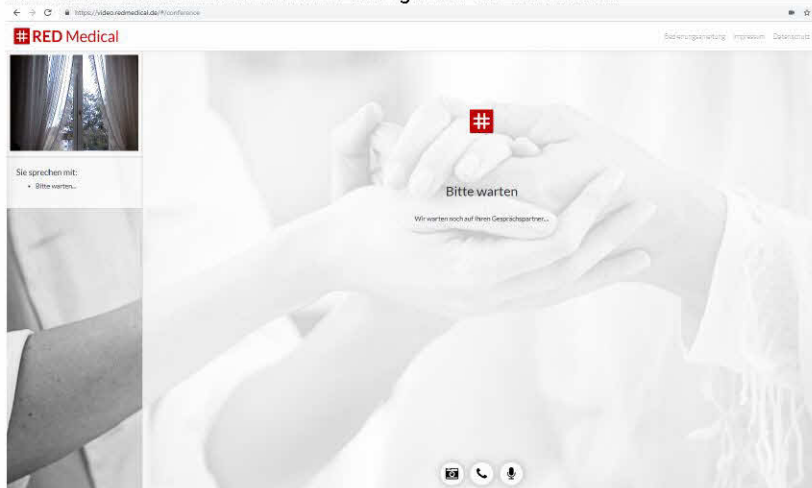 https://video.redmedical.de/#/conference
# RED Medical
Bedienungsanleitung Impressum Datenschutz
Sie sprechen mit:
• Bitte warten...
#
Bitte warten
Wir warten noch auf Ihren Gesprächspartner...